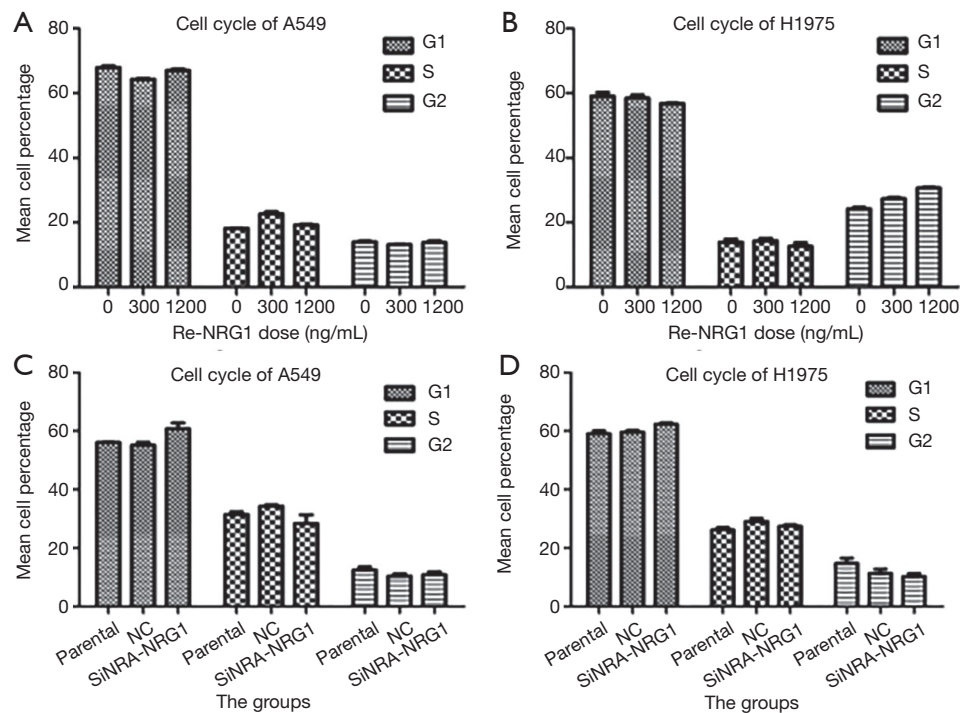 A
Cell cycle of A549
80
60
40
20
0
Mean cell percentage
G1
S
G2
0 300 1200 0 300 1200 0 300 1200
Re-NRG1 dose (ng/mL)
B
Cell cycle of H1975
80
60
40
20
0
Mean cell percentage
G1
S
G2
0 300 1200 0 300 1200 0 300 1200
Re-NRG1 dose (ng/mL)
C
Cell cycle of A549
80
60
40
20
0
Mean cell percentage
G1
S
G2
Parental NC SiNRA-NRG1 Parental NC SiNRA-NRG1 Parental NC SiNRA-NRG1
The groups
D
Cell cycle of H1975
80
60
40
20
0
Mean cell percentage
G1
S
G2
Parental NC SiNRA-NRG1 Parental NC SiNRA-NRG1 Parental NC SiNRA-NRG1
The groups